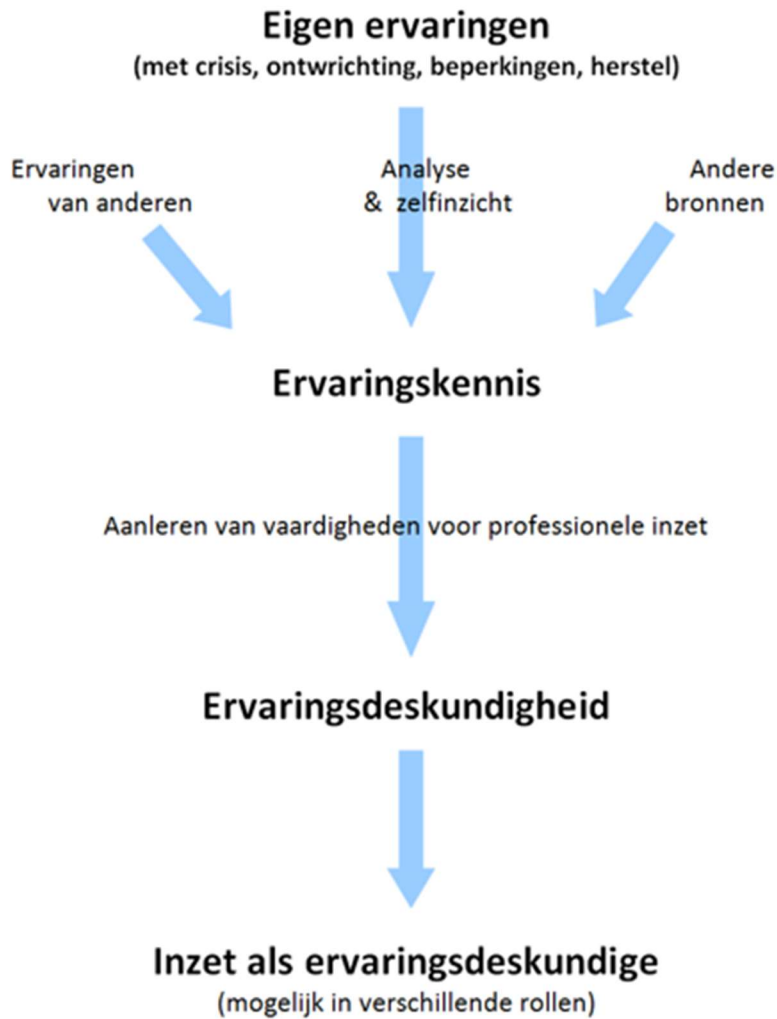 Eigen ervaringen
(met crisis, ontwrichting, beperkingen, herstel)
Ervaringen
van anderen
Analyse
& zelfinzicht
Andere
bronnen
Ervaringskennis
Aanleren van vaardigheden voor professionele inzet
Ervaringsdeskundigheid
Inzet als ervaringsdeskundige
(mogelijk in verschillende rollen)